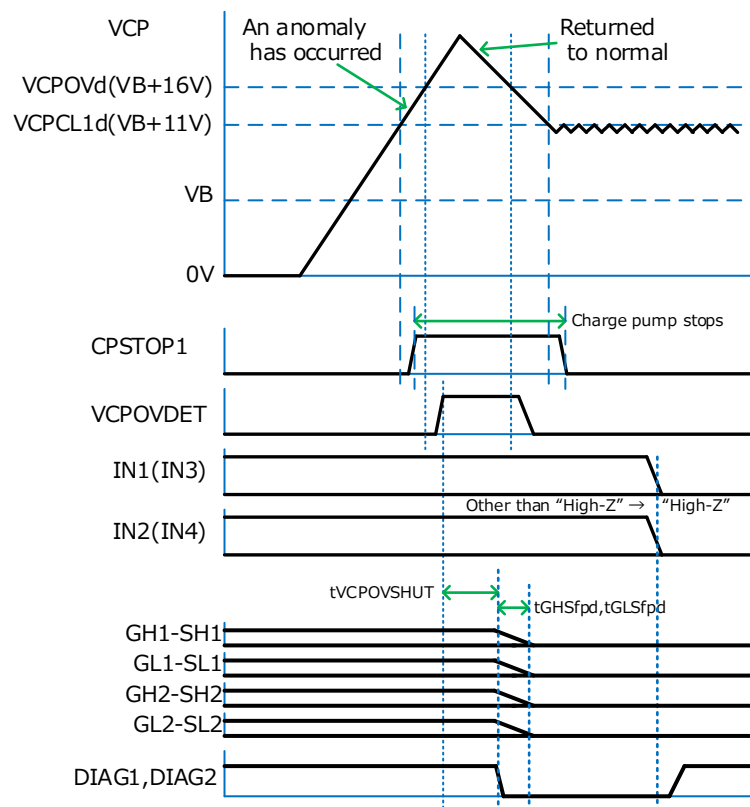 VCP
An anomaly
has occurred
Returned
to normal
VCPOVd(VB+16V)
VCPCL1d(VB+11V)
VB
0V
Charge pump stops
CPSTOP1
VCPOVDET
IN1(IN3)
Other than “High-Z” → “High-Z”
IN2(IN4)
tVCPOVSHUT
tGHSfpd,tGLSfpd
GH1-SH1
GL1-SL1
GH2-SH2
GL2-SL2
DIAG1,DIAG2